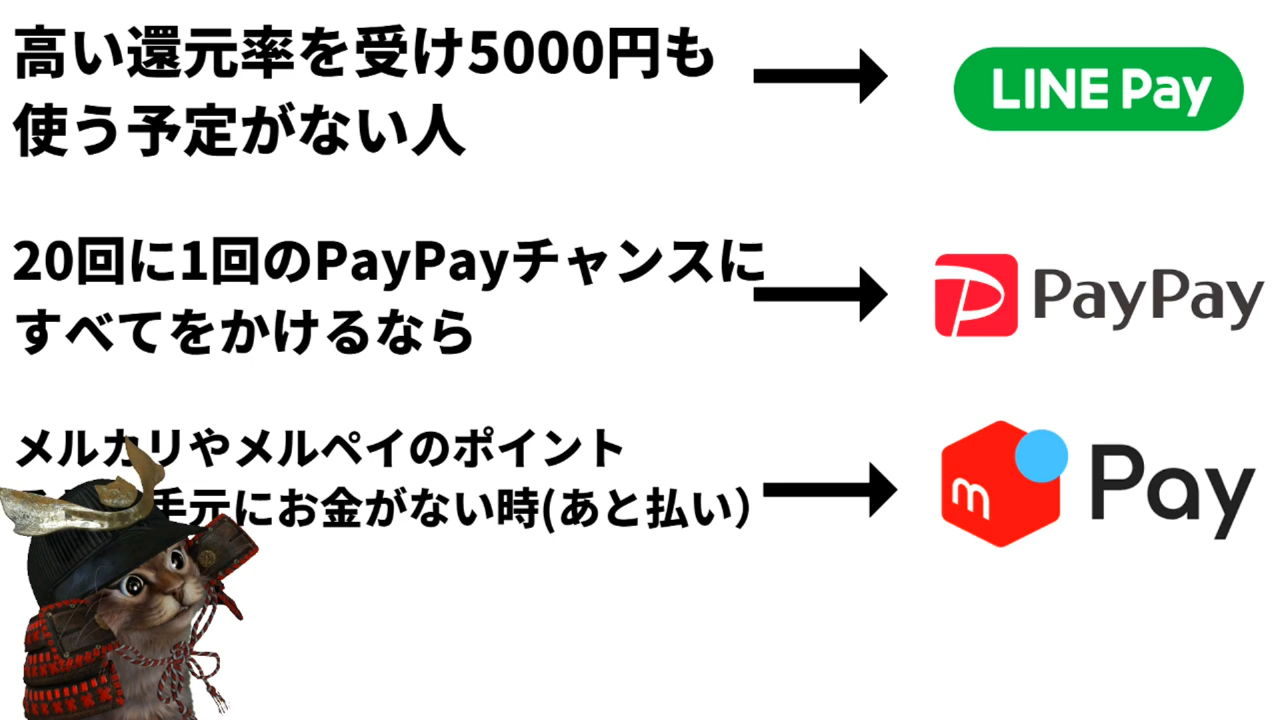 高い還元率を受け5000円も
使う予定がない人
LINE Pay
20回に1回のPayPayチャンスに
すべてをかけるなら
PayPay
メルカリやメルペイのポイント
手元にお金がない時(あと払い)
m Pay